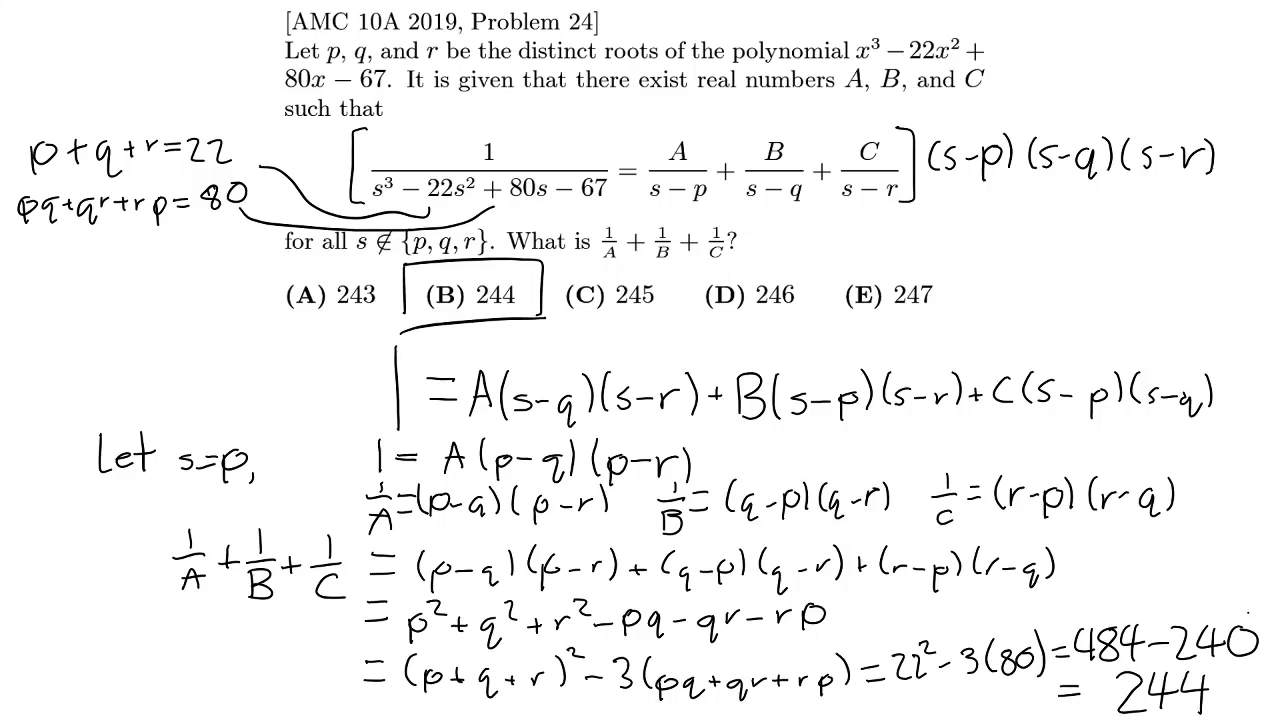 [AMC 10A 2019, Problem 24]
Let p, q, and r be the distinct roots of the polynomial x³ − 22x² +
80x − 67. It is given that there exist real numbers A, B, and C
such that
p+q+r=22
pq+qr+rp=80
[1/(s³ − 22s² + 80s − 67) = A/(s − p) + B/(s − q) + C/(s − r)] (s-p)(s-q)(s-r)
for all s ∉ {p, q, r}. What is 1/A + 1/B + 1/C?
(A) 243 (B) 244 (C) 245 (D) 246 (E) 247
1 = A(s-q)(s-r)+B(s-p)(s-r)+C(s-p)(s-q)
Let s=p, 1 = A(p-q)(p-r)
1/A=(p-q)(p-r) 1/B=(q-p)(q-r) 1/C=(r-p)(r-q)
1/A+1/B+1/C = (p-q)(p-r)+(q-p)(q-r)+(r-p)(r-q)
= p²+q²+r²-pq-qr-rp
= (p+q+r)²-3(pq+qr+rp)=22²-3(80)=484-240
= 244